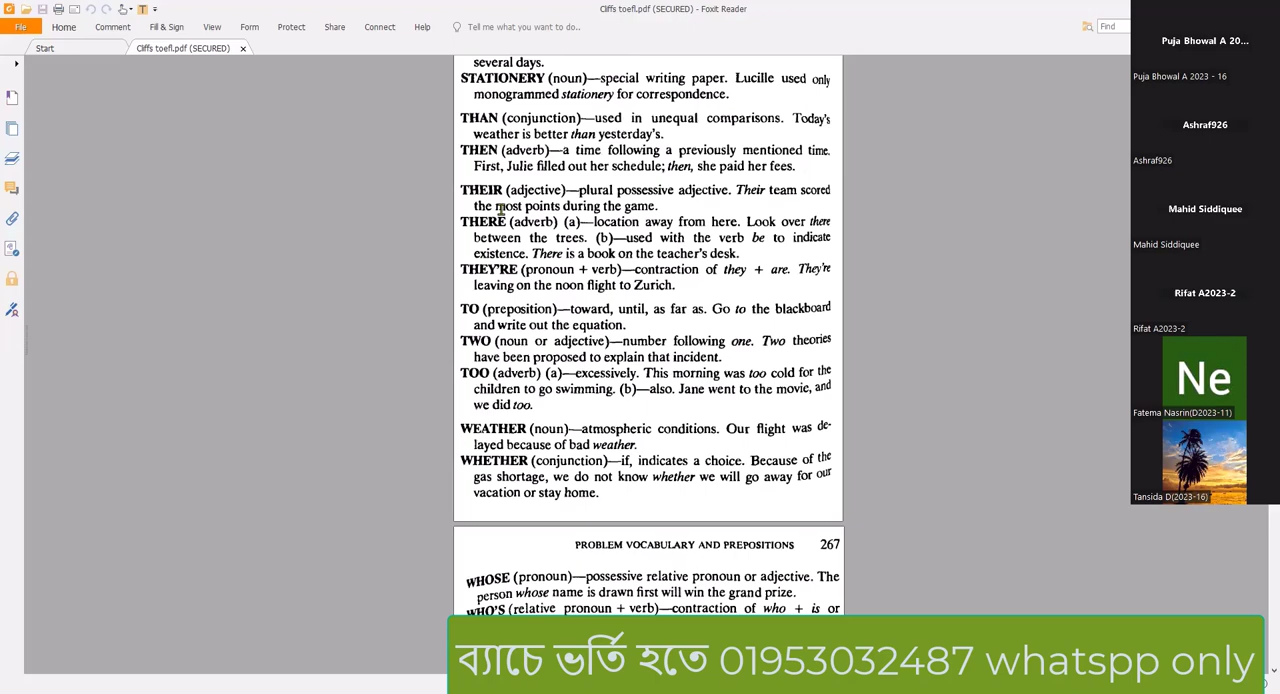 Cliffs toefl.pdf (SECURED) - Foxit Reader
File Home Comment Fill & Sign View Form Protect Share Connect Help Tell me what you want to do.. Find
Start Cliffs toefl.pdf (SECURED)
several days.
STATIONERY (noun)—special writing paper. Lucille used only
monogrammed stationery for correspondence.
THAN (conjunction)—used in unequal comparisons. Today's
weather is better than yesterday's.
THEN (adverb)—a time following a previously mentioned time.
First, Julie filled out her schedule; then, she paid her fees.
THEIR (adjective)—plural possessive adjective. Their team scored
the most points during the game.
THERE (adverb) (a)—location away from here. Look over there
between the trees. (b)—used with the verb be to indicate
existence. There is a book on the teacher's desk.
THEY'RE (pronoun + verb)—contraction of they + are. They're
leaving on the noon flight to Zurich.
TO (preposition)—toward, until, as far as. Go to the blackboard
and write out the equation.
TWO (noun or adjective)—number following one. Two theories
have been proposed to explain that incident.
TOO (adverb) (a)—excessively. This morning was too cold for the
children to go swimming. (b)—also. Jane went to the movie, and
we did too.
WEATHER (noun)—atmospheric conditions. Our flight was de-
layed because of bad weather.
WHETHER (conjunction)—if, indicates a choice. Because of the
gas shortage, we do not know whether we will go away for our
vacation or stay home.
PROBLEM VOCABULARY AND PREPOSITIONS 267
WHOSE (pronoun)—possessive relative pronoun or adjective. The
person whose name is drawn first will win the grand prize.
WHO'S (relative pronoun + verb)—contraction of who + is or
Puja Bhowal A 20...
Puja Bhowal A 2023 - 16
Ashraf926
Ashraf926
Mahid Siddiquee
Mahid Siddiquee
Rifat A2023-2
Rifat A2023-2
Ne
Fatema Nasrin(D2023-11)
Tansida D(2023-16)
ব্যাচে ভর্তি হতে 01953032487 whatspp only